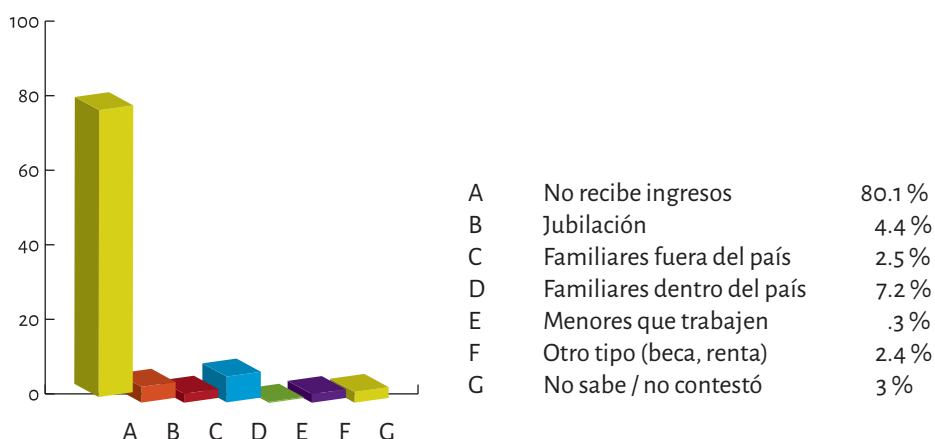 100
80
60
40
20
0
A B C D E F G
A No recibe ingresos 80.1 %
B Jubilación 4.4 %
C Familiares fuera del país 2.5 %
D Familiares dentro del país 7.2 %
E Menores que trabajen .3 %
F Otro tipo (beca, renta) 2.4 %
G No sabe / no contestó 3 %